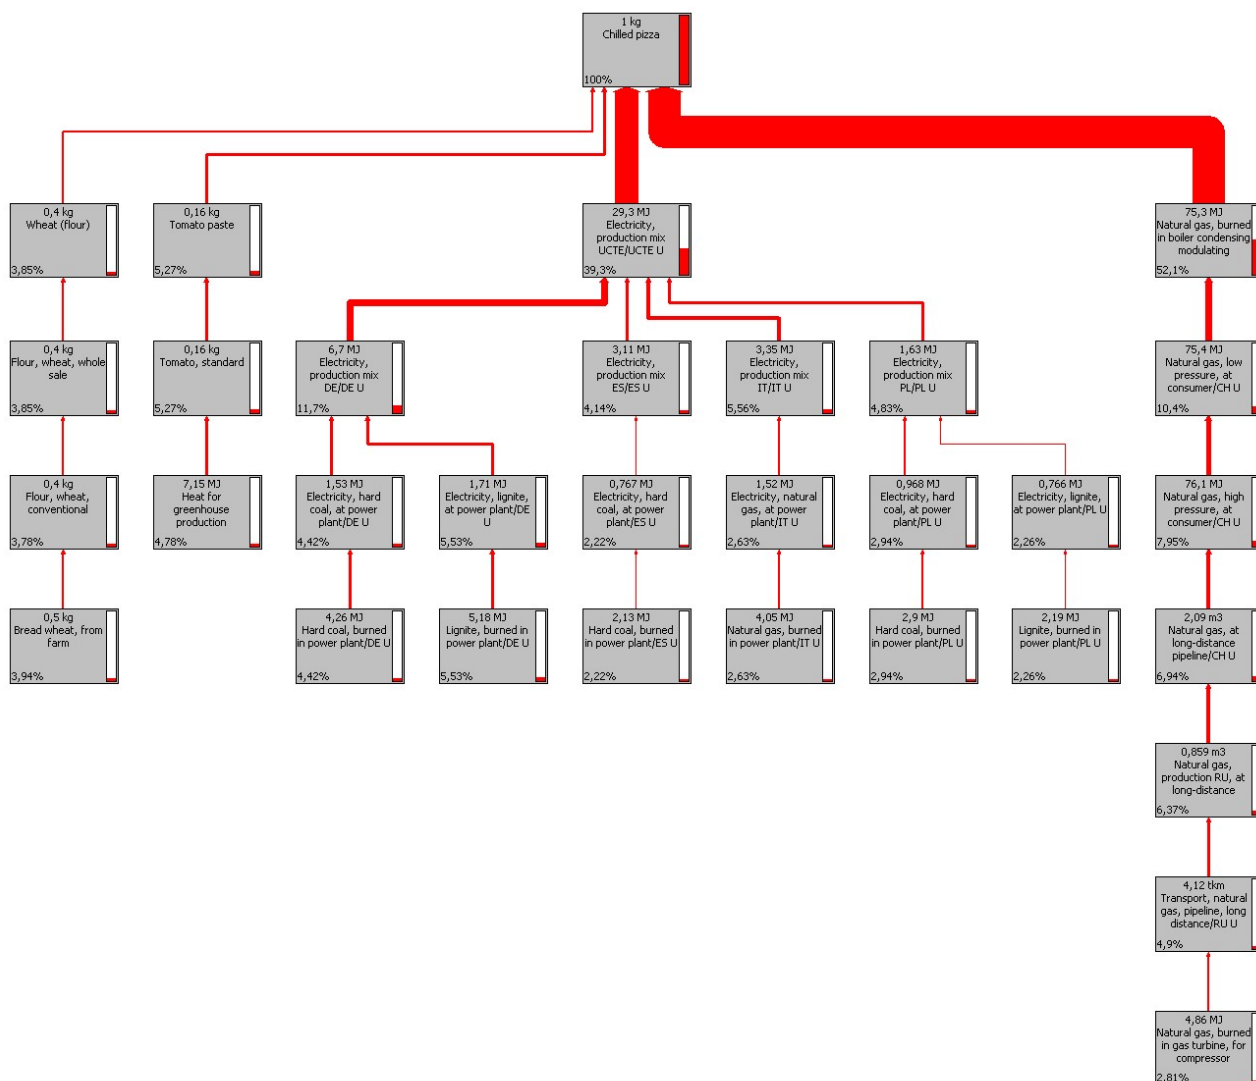 1 kg
Chilled pizza
100%
0,4 kg
Wheat (flour)
3,85%
0,16 kg
Tomato paste
5,27%
29,3 MJ
Electricity,
production mix
UCTE/UCTE U
39,3%
75,3 MJ
Natural gas, burned
in boiler condensing
modulating
52,1%
0,4 kg
Flour, wheat, whole
sale
3,85%
0,16 kg
Tomato, standard
5,27%
6,7 MJ
Electricity,
production mix
DE/DE U
11,7%
3,11 MJ
Electricity,
production mix
ES/ES U
4,14%
3,35 MJ
Electricity,
production mix
IT/IT U
5,56%
1,63 MJ
Electricity,
production mix
PL/PL U
4,83%
75,4 MJ
Natural gas, low
pressure, at
consumer/CH U
10,4%
0,4 kg
Flour, wheat,
conventional
3,78%
7,15 MJ
Heat for
greenhouse
production
4,78%
1,53 MJ
Electricity, hard
coal, at power
plant/DE U
4,42%
1,71 MJ
Electricity, lignite,
at power plant/DE
U
5,53%
0,767 MJ
Electricity, hard
coal, at power
plant/ES U
2,22%
1,52 MJ
Electricity, natural
gas, at power
plant/IT U
2,63%
0,968 MJ
Electricity, hard
coal, at power
plant/PL U
2,94%
0,766 MJ
Electricity, lignite,
at power plant/PL U
2,26%
76,1 MJ
Natural gas, high
pressure, at
consumer/CH U
7,95%
0,5 kg
Bread wheat, from
farm
3,94%
4,26 MJ
Hard coal, burned
in power plant/DE U
4,42%
5,18 MJ
Lignite, burned in
power plant/DE U
5,53%
2,13 MJ
Hard coal, burned
in power plant/ES U
2,22%
4,05 MJ
Natural gas, burned
in power plant/IT U
2,63%
2,9 MJ
Hard coal, burned
in power plant/PL U
2,94%
2,19 MJ
Lignite, burned in
power plant/PL U
2,26%
2,09 m3
Natural gas, at
long-distance
pipeline/CH U
6,94%
0,859 m3
Natural gas,
production RU, at
long-distance
6,37%
4,12 tkm
Transport, natural
gas, pipeline, long
distance/RU U
4,9%
4,86 MJ
Natural gas, burned
in gas turbine, for
compressor
2,81%